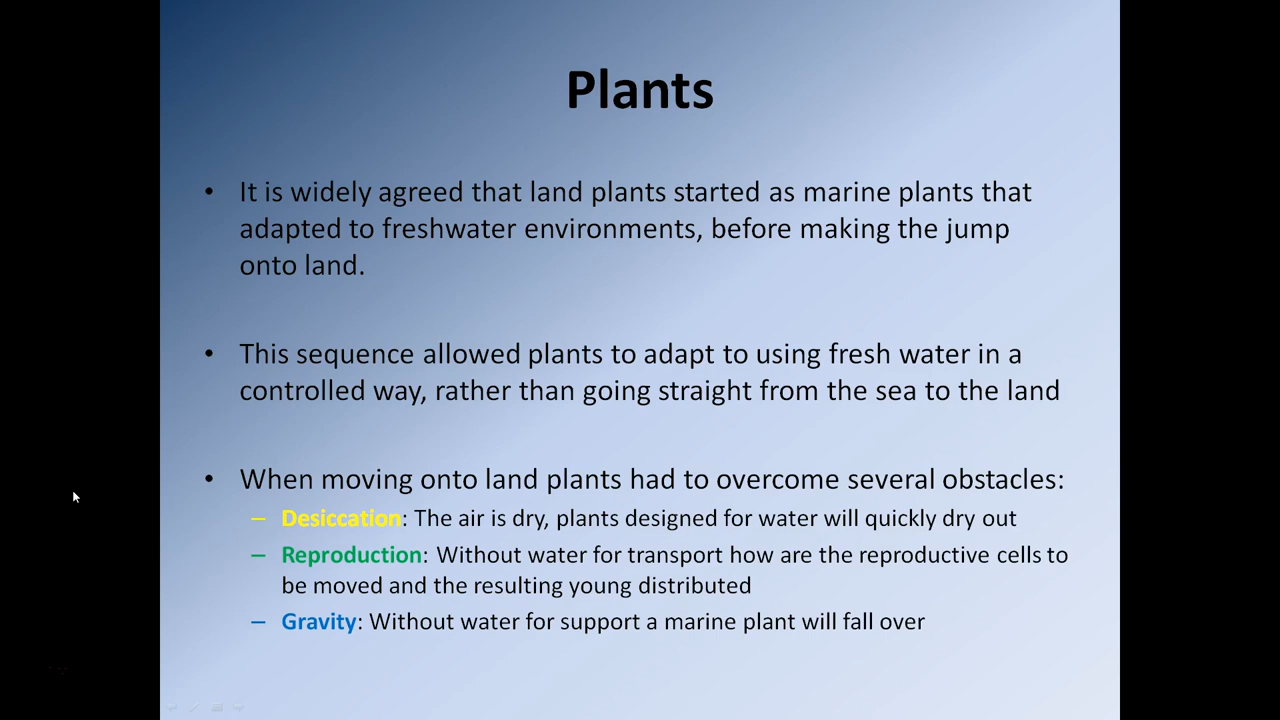 Plants
• It is widely agreed that land plants started as marine plants that
adapted to freshwater environments, before making the jump
onto land.
• This sequence allowed plants to adapt to using fresh water in a
controlled way, rather than going straight from the sea to the land
• When moving onto land plants had to overcome several obstacles:
– Desiccation: The air is dry, plants designed for water will quickly dry out
– Reproduction: Without water for transport how are the reproductive cells to
be moved and the resulting young distributed
– Gravity: Without water for support a marine plant will fall over